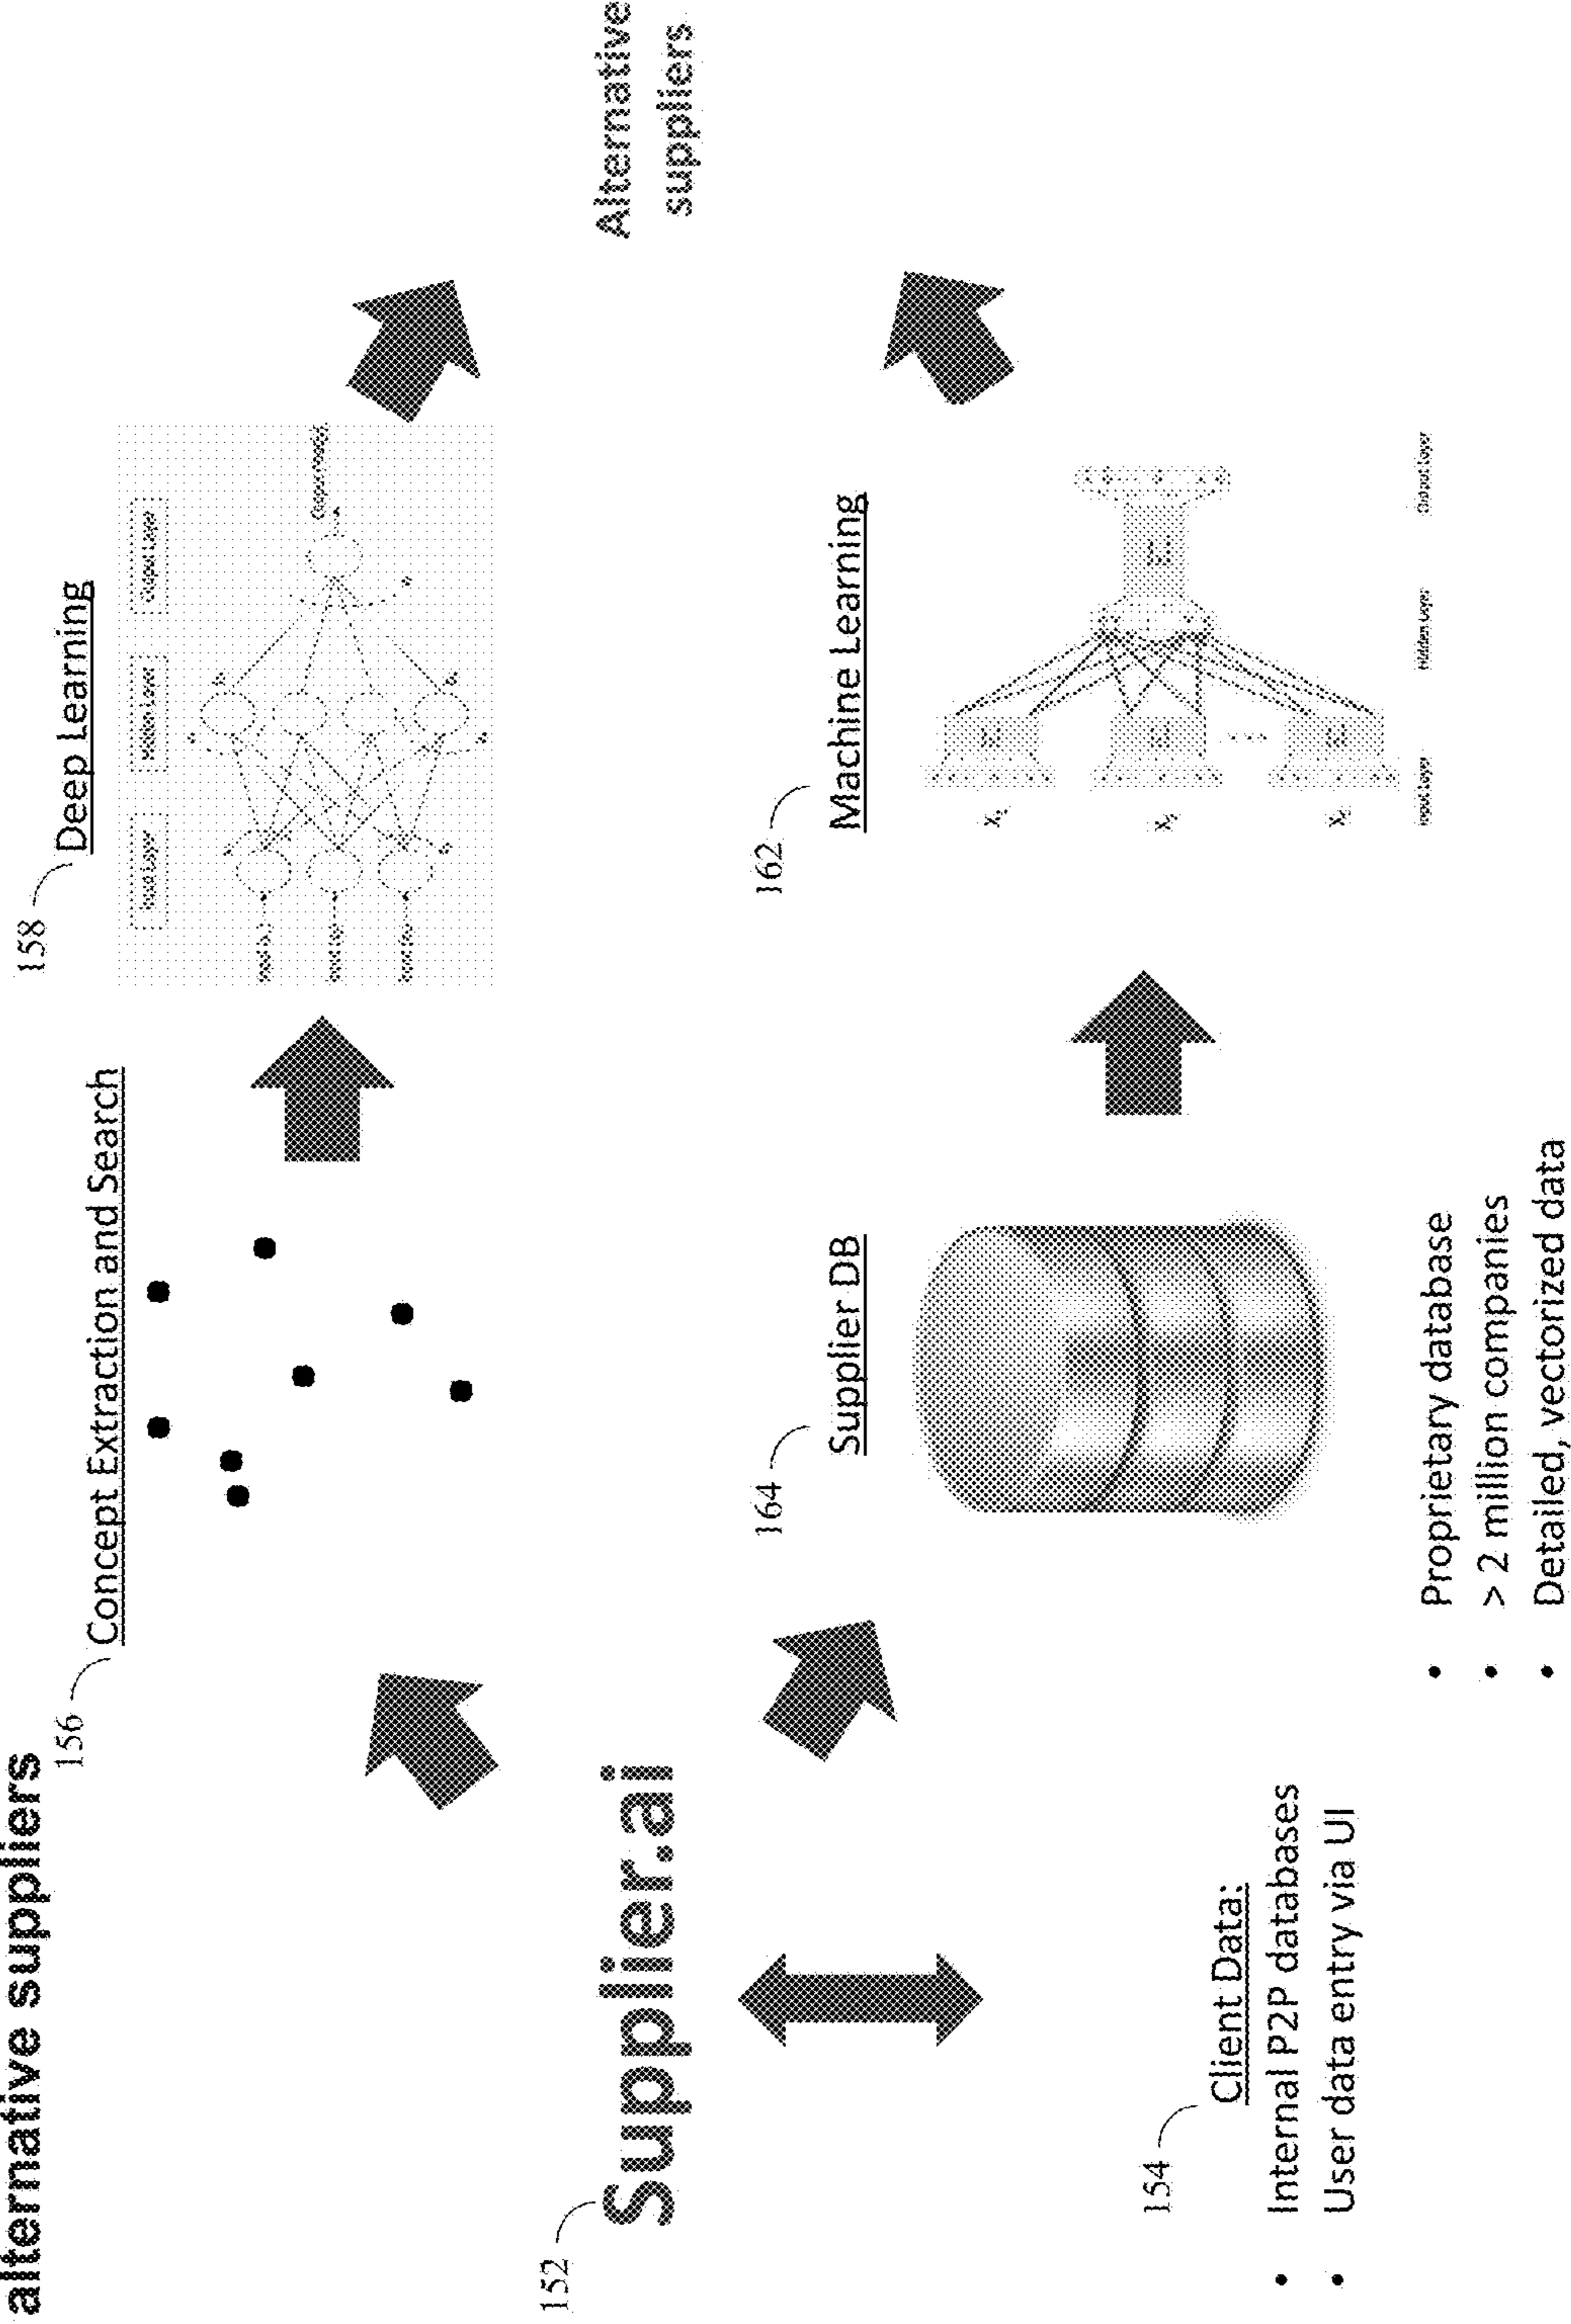 alternative suppliers
156
Concept Extraction and Search
158
Deep Learning
Input Layer
Hidden Layer
Output Layer
152
Supplier.ai
Alternative
suppliers
154
Client Data:
• Internal P2P databases
• User data entry via UI
164
Supplier DB
• Proprietary database
• > 2 million companies
• Detailed, vectorized data
162
Machine Learning
Input Layer
Hidden Layer
Output Layer